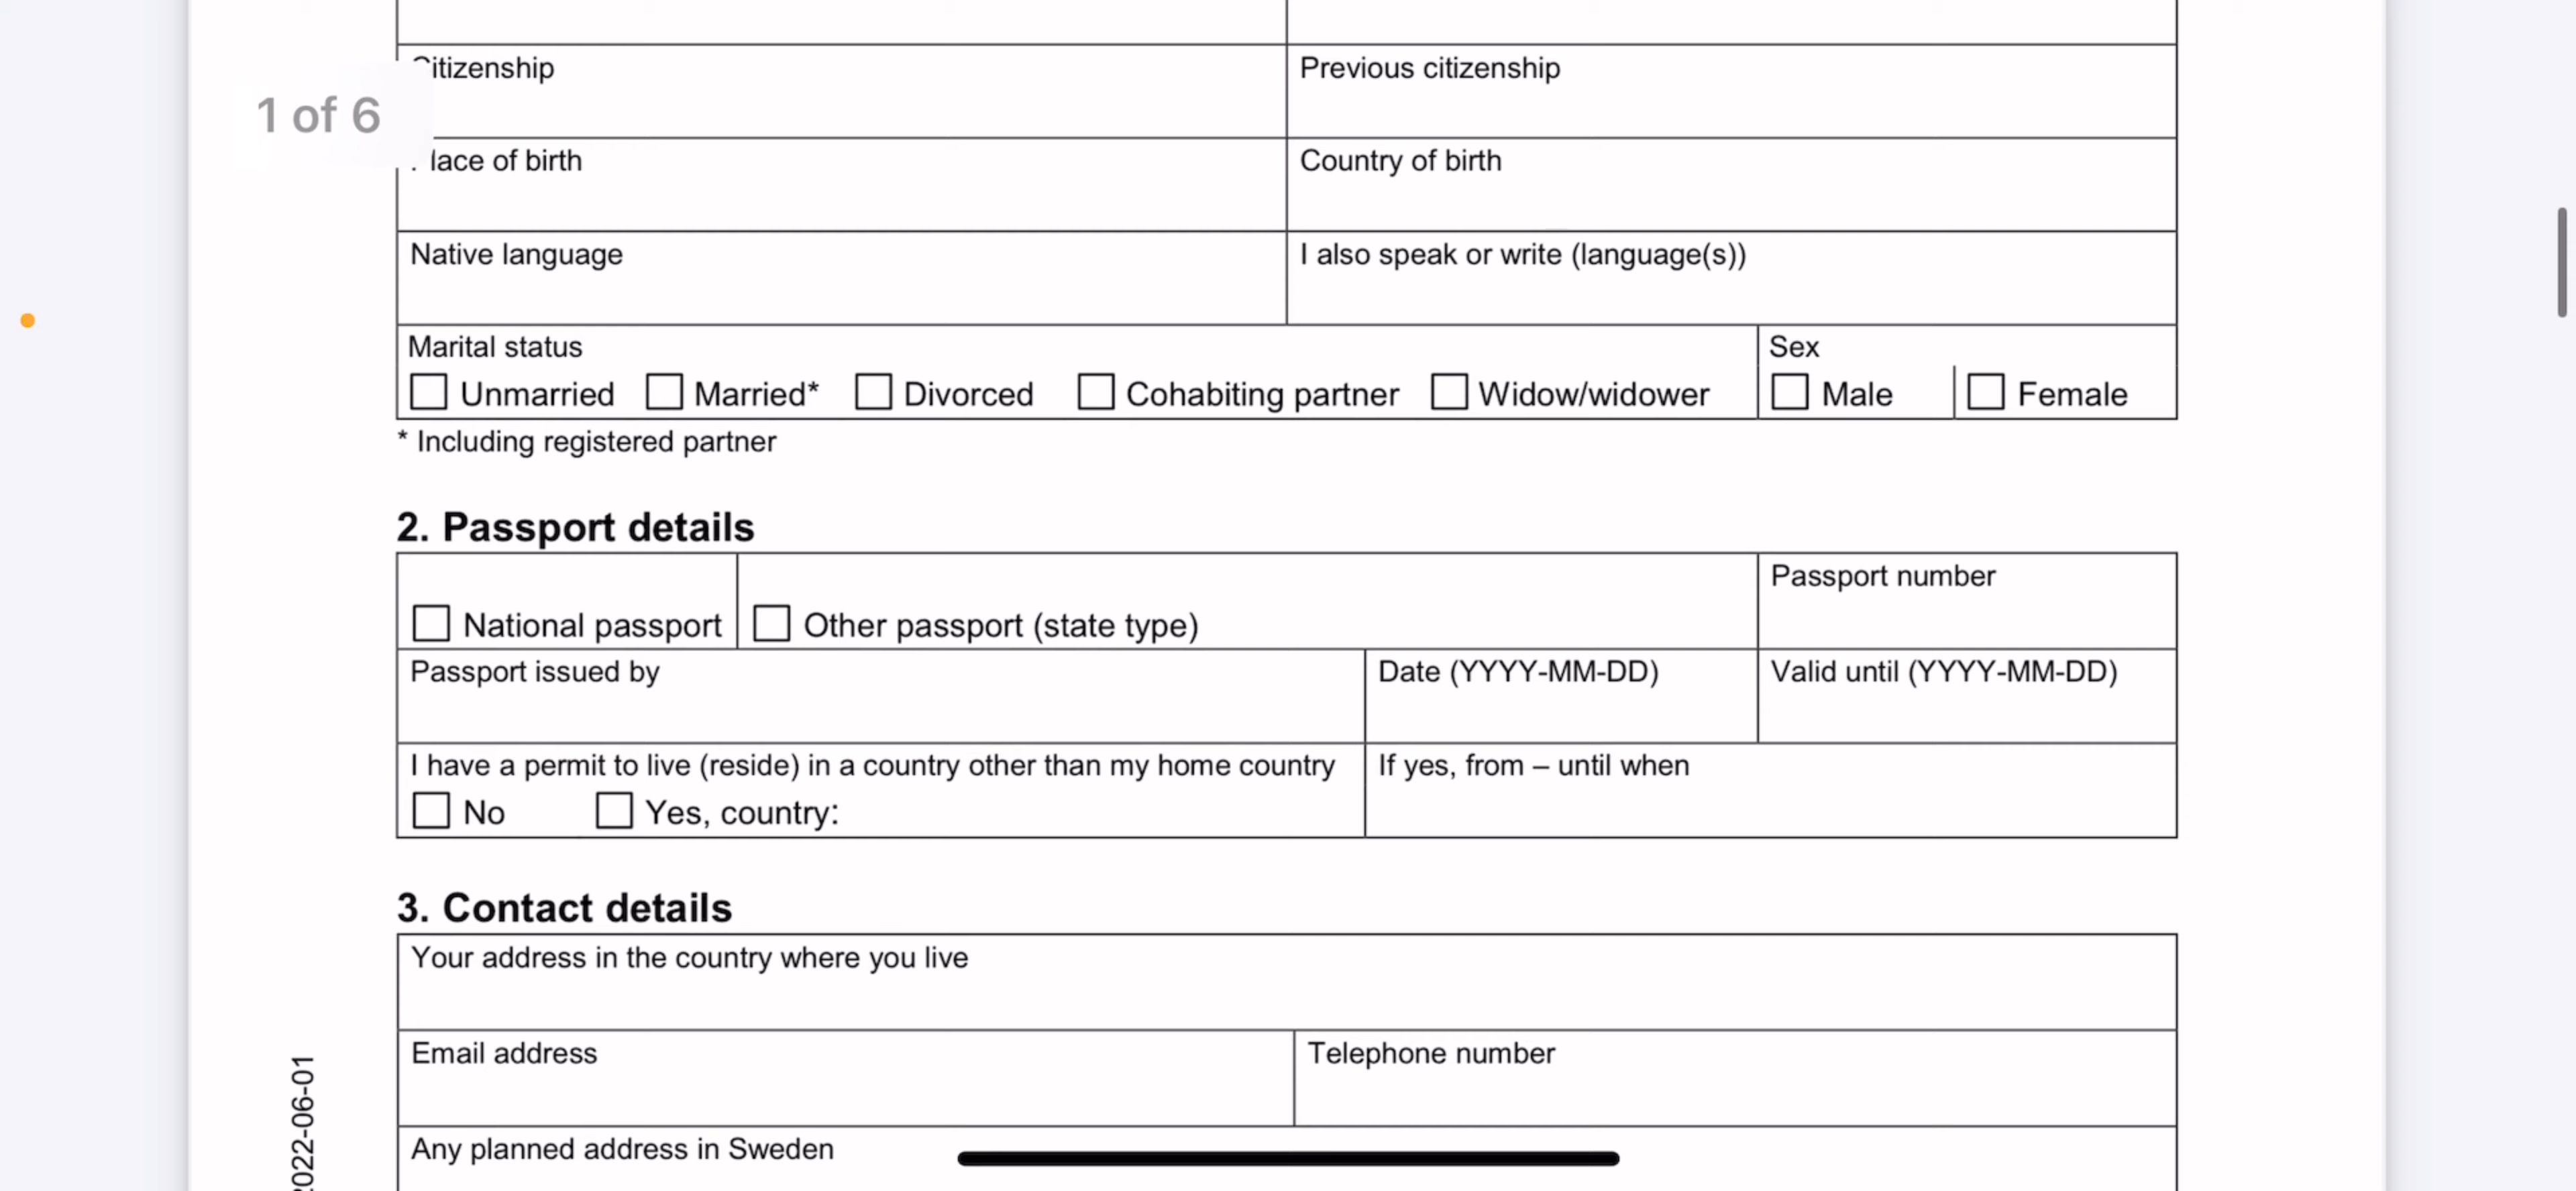 Citizenship Previous citizenship
1 of 6
Place of birth Country of birth
Native language I also speak or write (language(s))
Marital status Sex
Unmarried Married* Divorced Cohabiting partner Widow/widower Male Female
* Including registered partner
2. Passport details
Passport number
National passport Other passport (state type)
Passport issued by Date (YYYY-MM-DD) Valid until (YYYY-MM-DD)
I have a permit to live (reside) in a country other than my home country If yes, from – until when
No Yes, country:
3. Contact details
Your address in the country where you live
Email address Telephone number
Any planned address in Sweden
2022-06-01